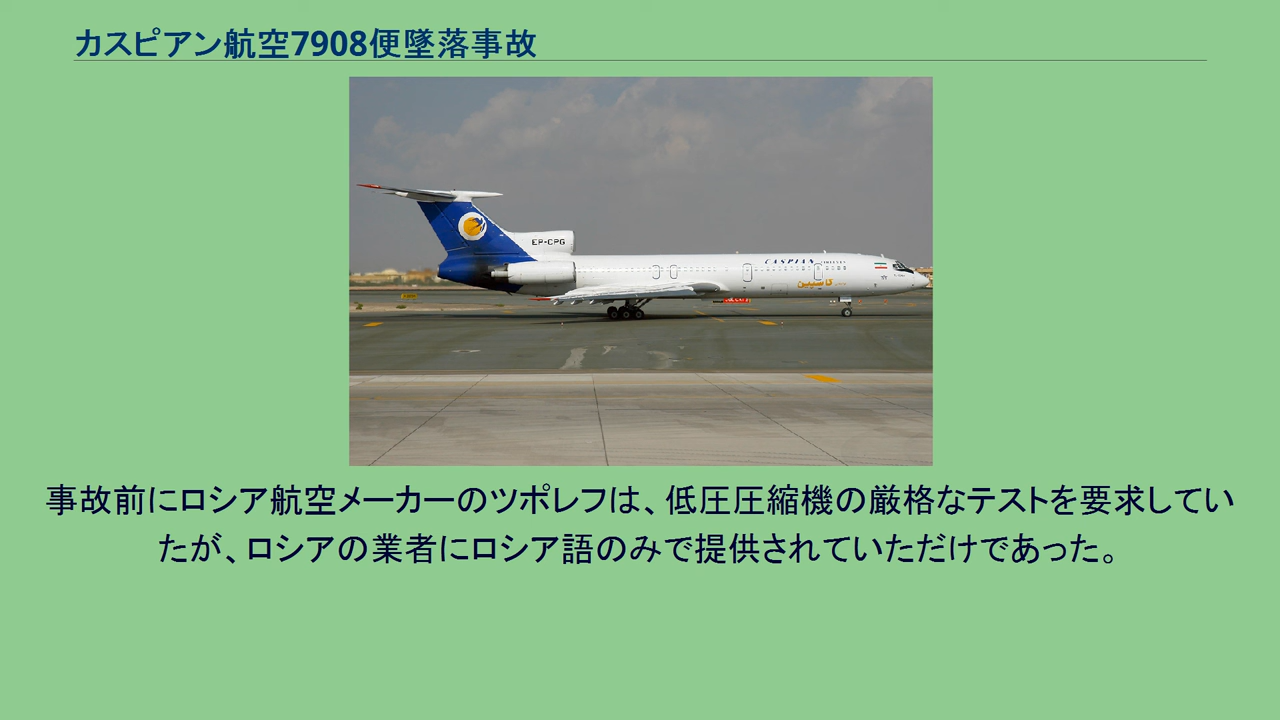 カスピアン航空7908便墜落事故
EP-CPG
CASPIAN
کاسپین
事故前にロシア航空メーカーのツポレフは、低圧圧縮機の厳格なテストを要求してい
たが、ロシアの業者にロシア語のみで提供されていただけであった。